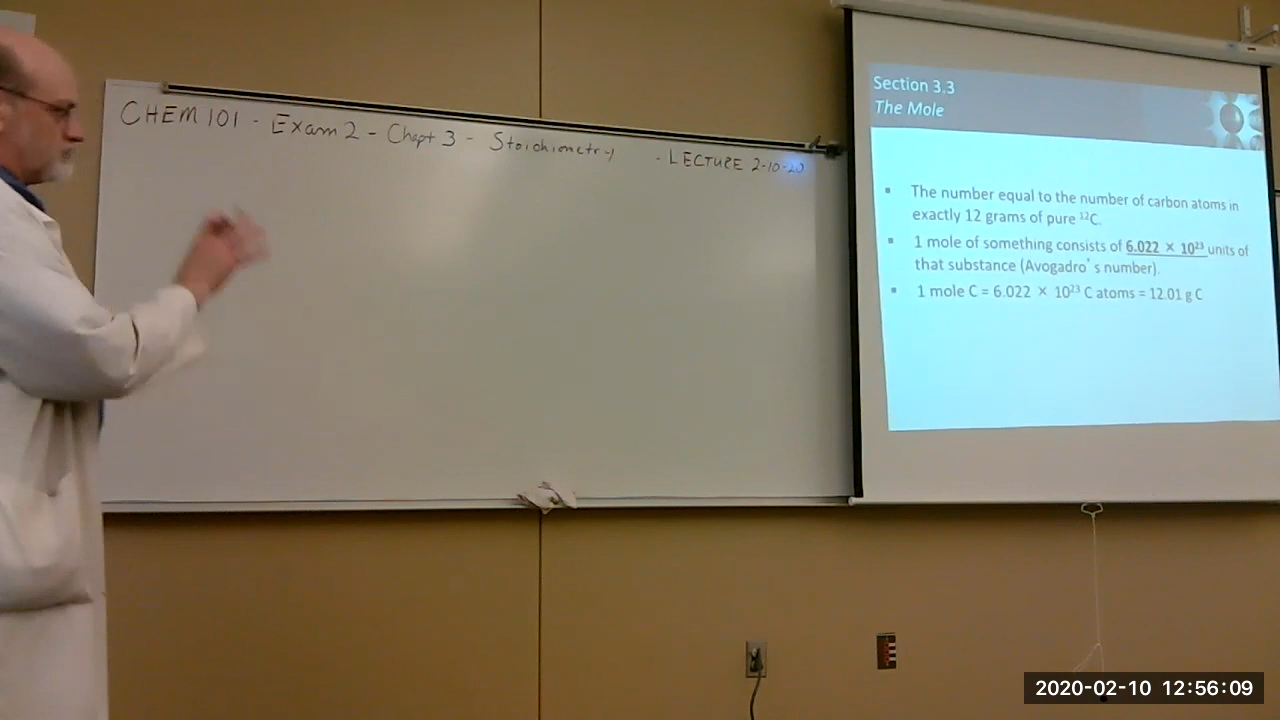 CHEM 101 - Exam 2 - Chapt 3 - Stoichiometry - LECTURE 2-10-20
Section 3.3
The Mole
▪ The number equal to the number of carbon atoms in
exactly 12 grams of pure ¹²C.
▪ 1 mole of something consists of 6.022 × 10²³ units of
that substance (Avogadro's number).
▪ 1 mole C = 6.022 × 10²³ C atoms = 12.01 g C
2020-02-10 12:56:09